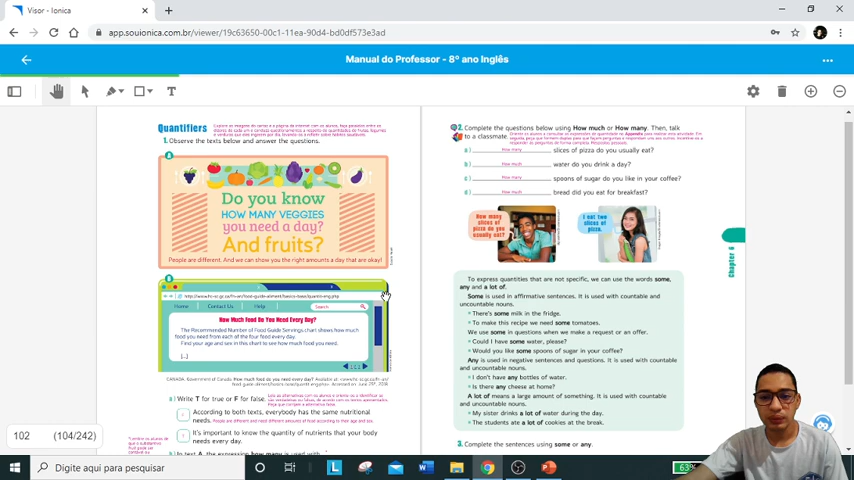 Visor - Ionica
app.souionica.com.br/viewer/19c63650-00c1-11ea-90d4-bd0df573e3ad
Manual do Professor - 8º ano Inglês
Quantifiers
1. Observe the texts below and answer the questions.
A
Do you know
HOW MANY VEGGIES
you need a day?
And fruits?
People are different. And we can show you the right amounts a day that are okay!
B
Home Contact Us Help Search
How Much Food Do You Need Every Day?
The Recommended Number of Food Guide Servings chart shows how much
food you need from each of the four food every day.
Find your age and sex in this chart to see how much food you need.
[...]
a) Write T for true or F for false.
According to both texts, everybody has the same nutritional
needs.
It's important to know the quantity of nutrients that your body
needs every day.
b) In text A, the expression how many is used with
102 (104/242)
2. Complete the questions below using How much or How many. Then, talk
to a classmate.
a) How many slices of pizza do you usually eat?
b) How much water do you drink a day?
c) How many spoons of sugar do you like in your coffee?
d) How much bread did you eat for breakfast?
How many
slices of
pizza do you
usually eat?
I eat two
slices of
pizza.
Chapter 6
To express quantities that are not specific, we can use the words some,
any and a lot of.
Some is used in affirmative sentences. It is used with countable and
uncountable nouns.
• There's some milk in the fridge.
• To make this recipe we need some tomatoes.
We use some in questions when we make a request or an offer.
• Could I have some water, please?
• Would you like some spoons of sugar in your coffee?
Any is used in negative sentences and questions. It is used with countable
and uncountable nouns.
• I don't have any bottles of water.
• Is there any cheese at home?
A lot of means a large amount of something. It is used with countable
and uncountable nouns.
• My sister drinks a lot of water during the day.
• The students ate a lot of cookies at the break.
3. Complete the sentences using some or any.
Digite aqui para pesquisar
63%